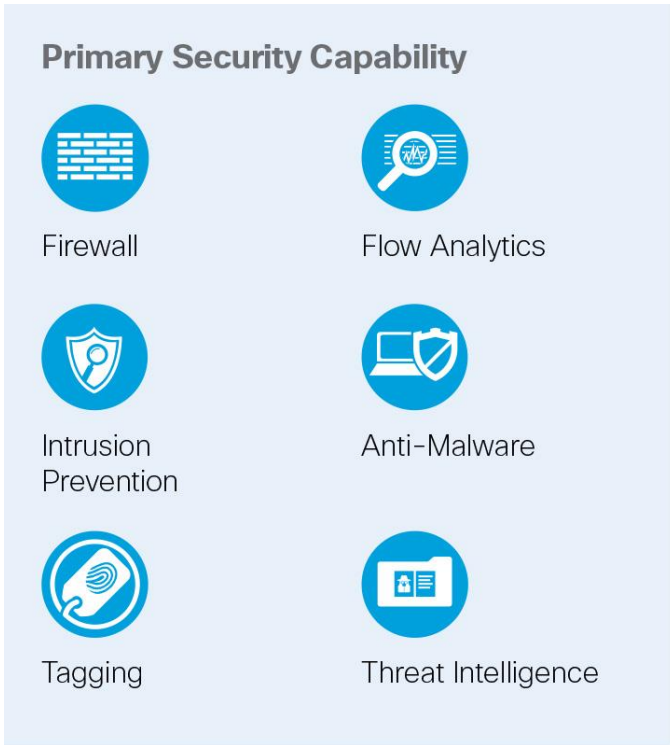 Primary Security Capability
Firewall
Flow Analytics
Intrusion
Prevention
Anti-Malware
Tagging
Threat Intelligence